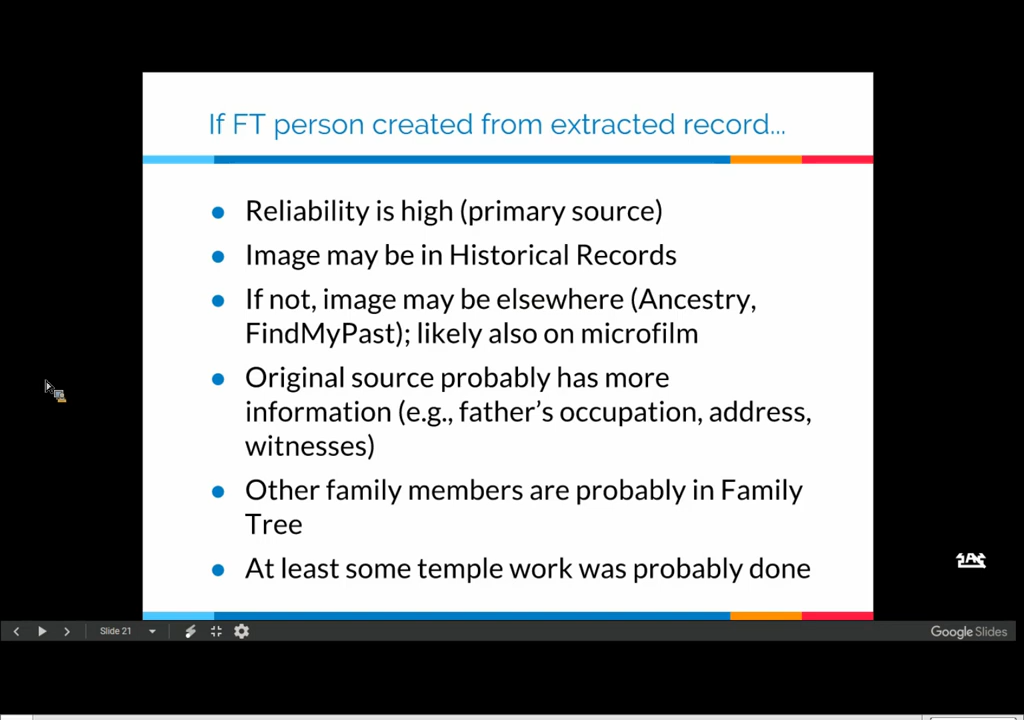 If FT person created from extracted record...
● Reliability is high (primary source)
● Image may be in Historical Records
● If not, image may be elsewhere (Ancestry,
FindMyPast); likely also on microfilm
● Original source probably has more
information (e.g., father's occupation, address,
witnesses)
● Other family members are probably in Family
Tree
● At least some temple work was probably done
Slide 21
Google Slides